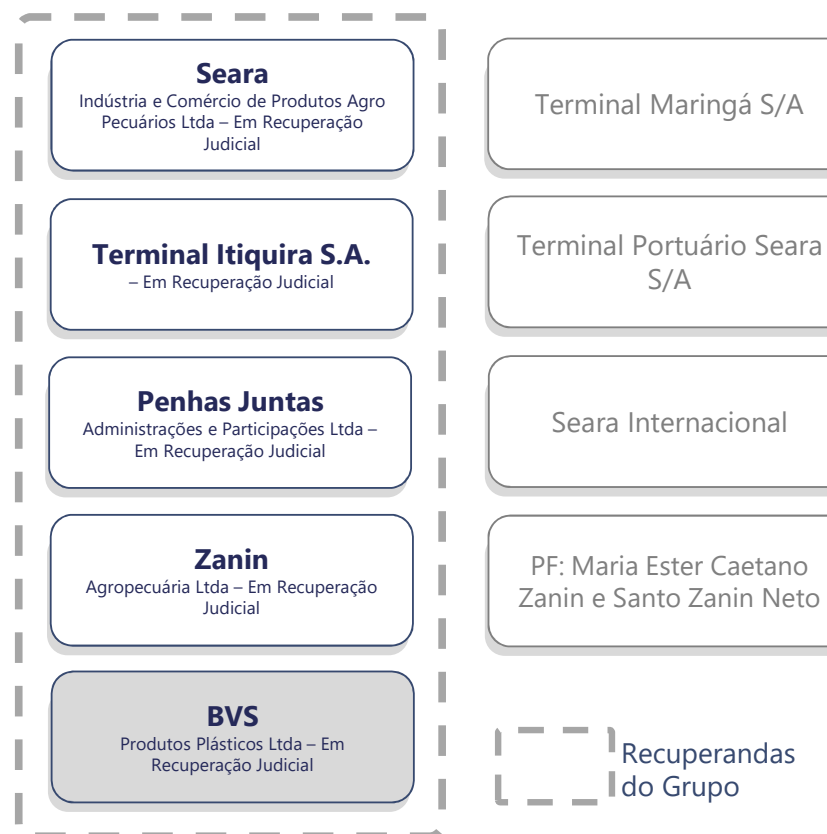 Seara
Indústria e Comércio de Produtos Agro
Pecuários Ltda – Em Recuperação
Judicial
Terminal Itiquira S.A.
– Em Recuperação Judicial
Penhas Juntas
Administrações e Participações Ltda –
Em Recuperação Judicial
Zanin
Agropecuária Ltda – Em Recuperação
Judicial
BVS
Produtos Plásticos Ltda – Em
Recuperação Judicial
Terminal Maringá S/A
Terminal Portuário Seara
S/A
Seara Internacional
PF: Maria Ester Caetano
Zanin e Santo Zanin Neto
Recuperandas
do Grupo